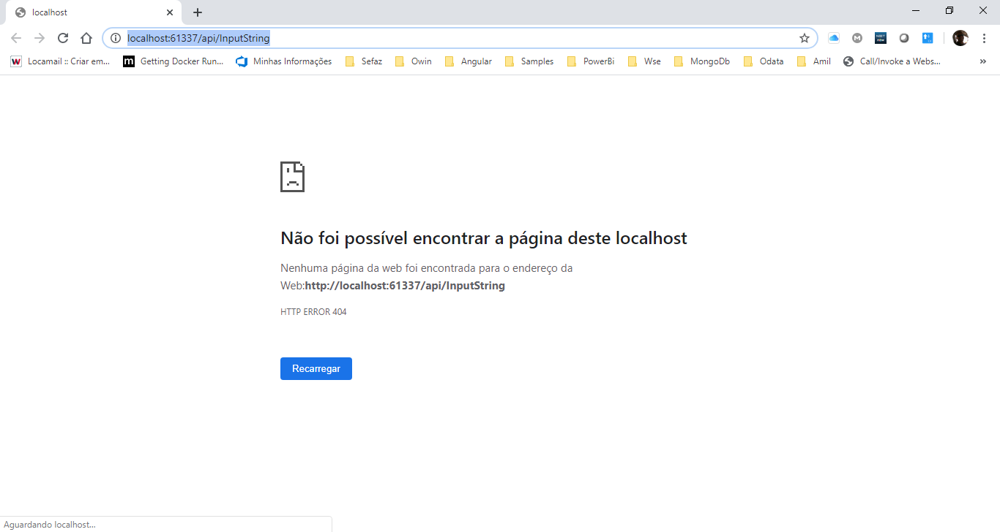 localhost
localhost:61337/api/InputString
Locamail :: Criar em... Getting Docker Run... Minhas Informações Sefaz Owin Angular Samples PowerBi Wse MongoDb Odata Amil Call/Invoke a Webs... »
Não foi possível encontrar a página deste localhost
Nenhuma página da web foi encontrada para o endereço da
Web:http://localhost:61337/api/InputString
HTTP ERROR 404
Recarregar
Aguardando localhost...